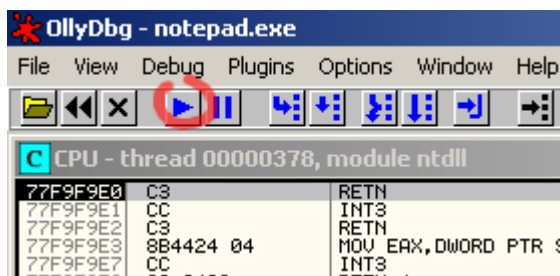 OllyDbg - notepad.exe
File View Debug Plugins Options Window Help
C CPU - thread 00000378, module ntdll
77F9F9E0 C3 RETN
77F9F9E1 CC INT3
77F9F9E2 C3 RETN
77F9F9E3 8B4424 04 MOV EAX,DWORD PTR
77F9F9E7 CC INT3